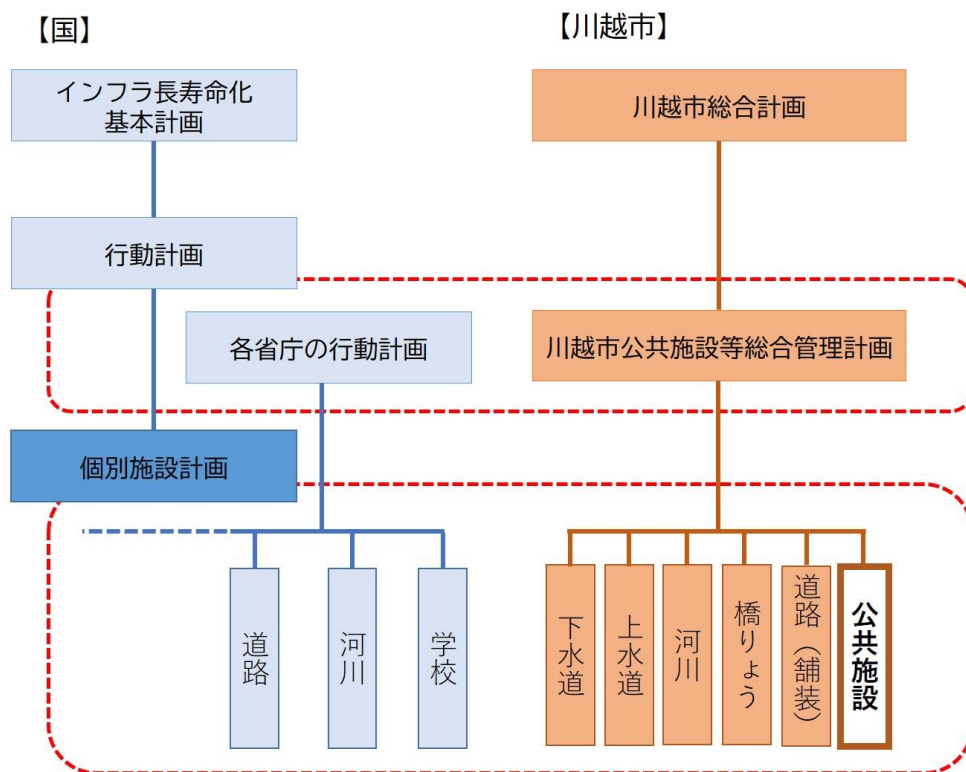 【国】
【川越市】
インフラ長寿命化
基本計画
川越市総合計画
行動計画
各省庁の行動計画
川越市公共施設等総合管理計画
個別施設計画
道路
河川
学校
下水道
上水道
河川
橋りょう
道路（舗装）
公共施設